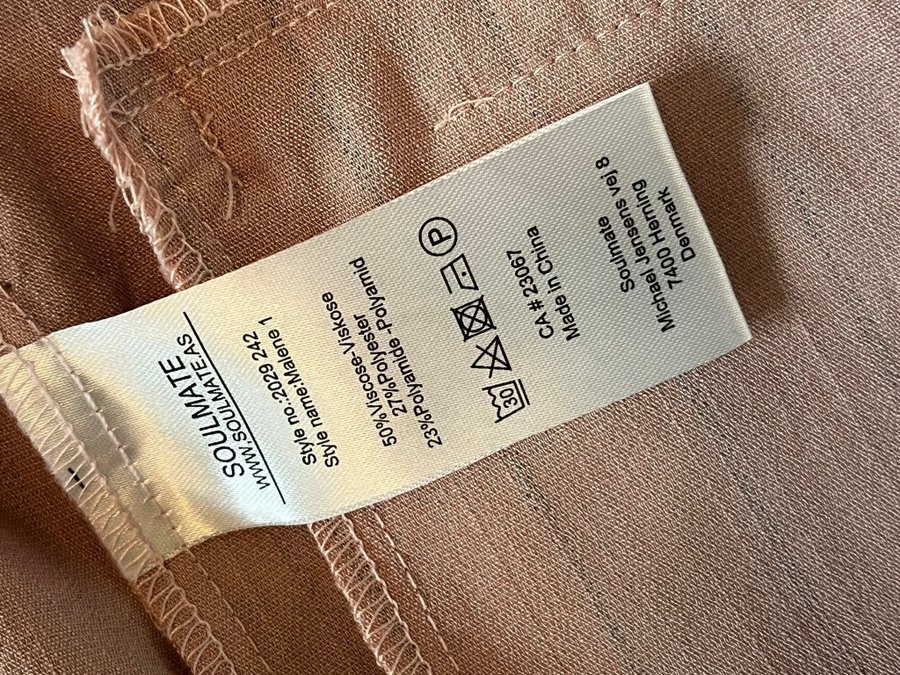 SOULMATE
WWW.SOULMATE.AS
Style no.:2029 242
Style name:Malene 1
50%Viscose-Viskose
27%Polyester
23%Polyamide -Polyamid
30
P
CA# 23067
Made in China
Soulmate
Michael Jensens vej 8
7400 Herning
Denmark